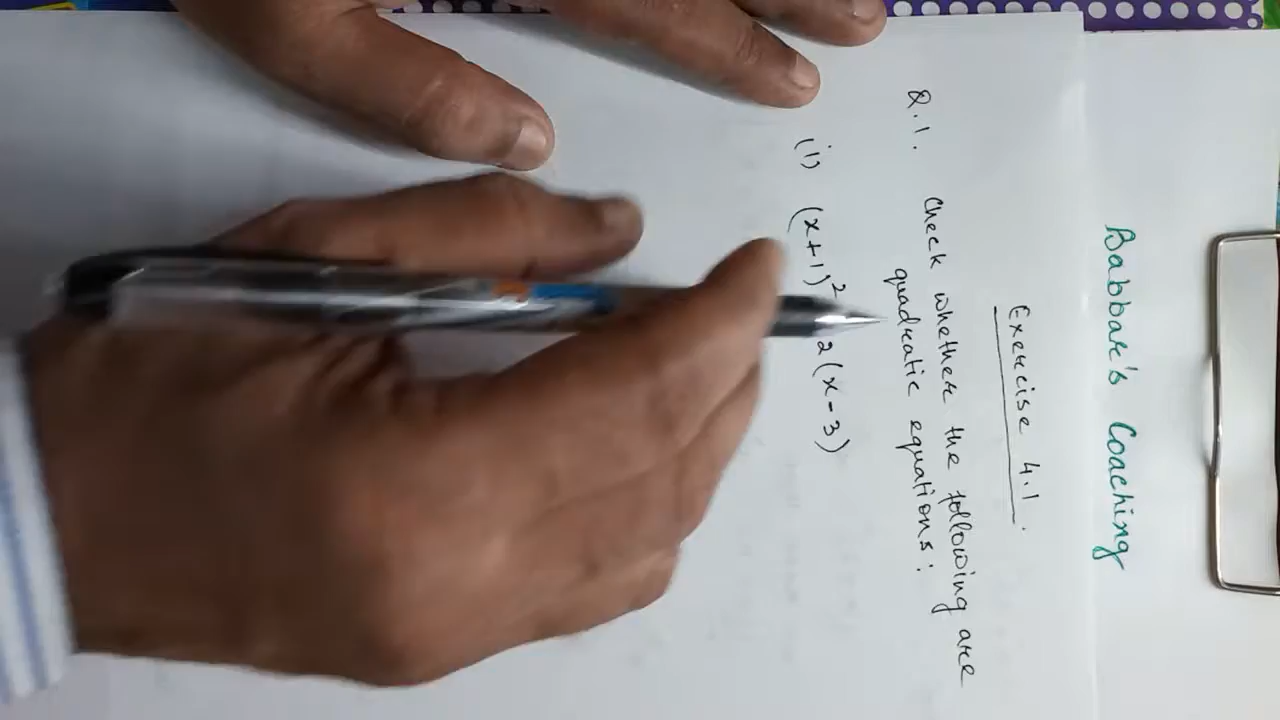 Babbar's Coaching
Exercise 4.1.
Q.1. Check whether the following are
quadratic equations:
(i) (x+1)² 2(x-3)